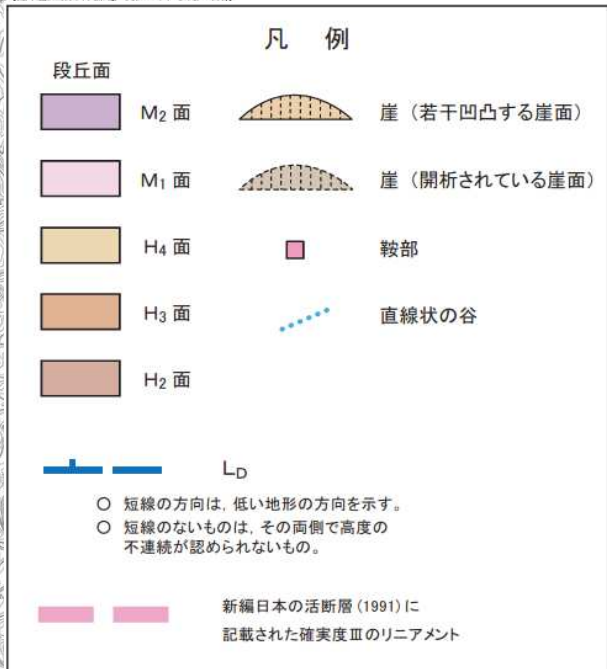 凡 例
段丘面
M2 面
崖（若干凹凸する崖面）
M1 面
崖（開析されている崖面）
H4 面
鞍部
H3 面
直線状の谷
H2 面
LD
○ 短線の方向は，低い地形の方向を示す。
○ 短線のないものは，その両側で高度の
不連続が認められないもの。
新編日本の活断層(1991)に
記載された確実度Ⅲのリニアメント